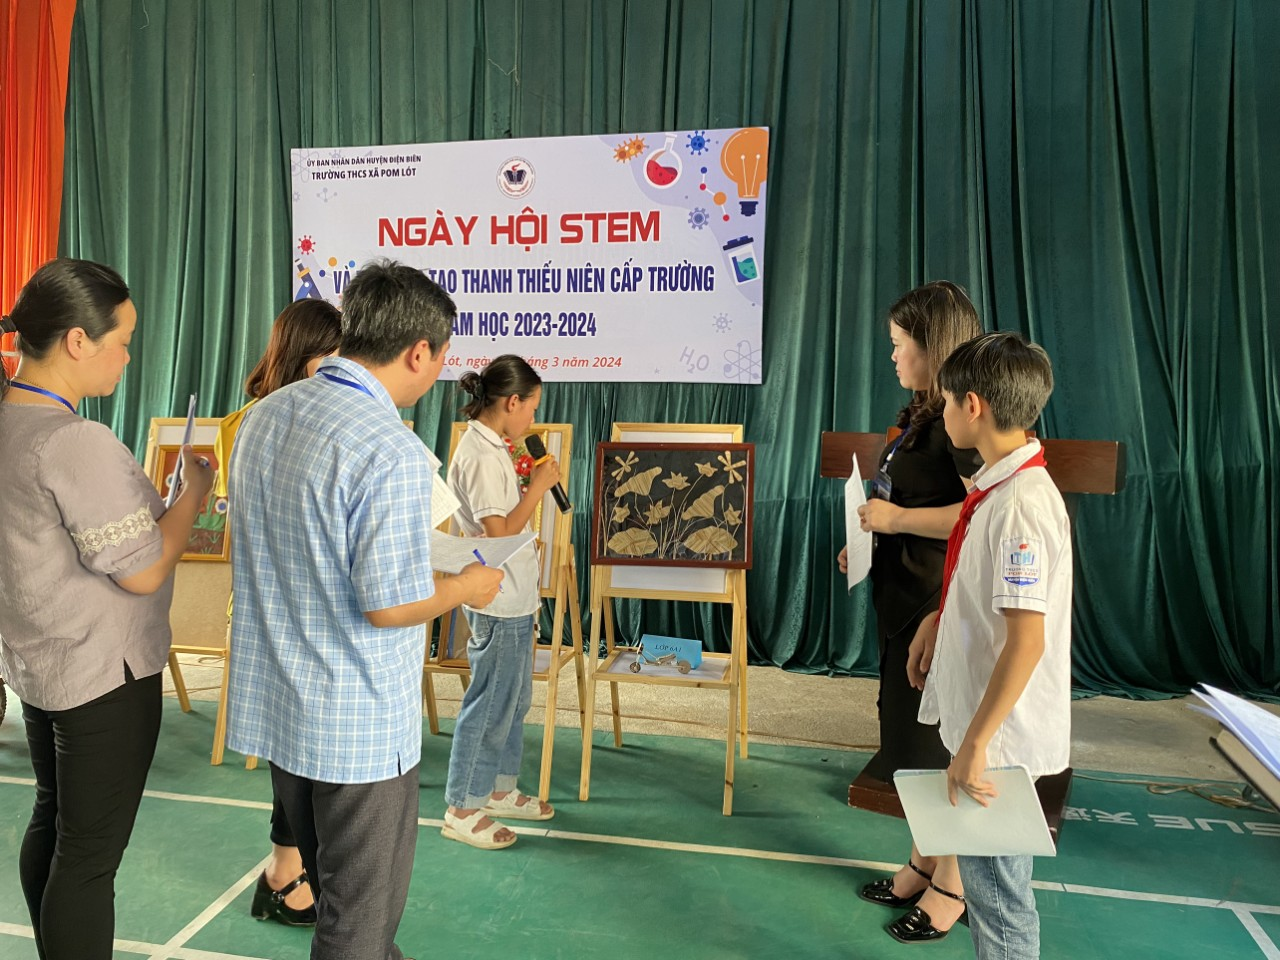 ỦY BAN NHÂN DÂN HUYỆN ĐIỆN BIÊN
TRƯỜNG THCS XÃ POM LÓT
NGÀY HỘI STEM
VÀ TẠO THANH THIẾU NIÊN CẤP TRƯỜNG
HỌC 2023-2024
Lót, ngày 3 năm 2024
H₂O
LỚP 6A1
TH